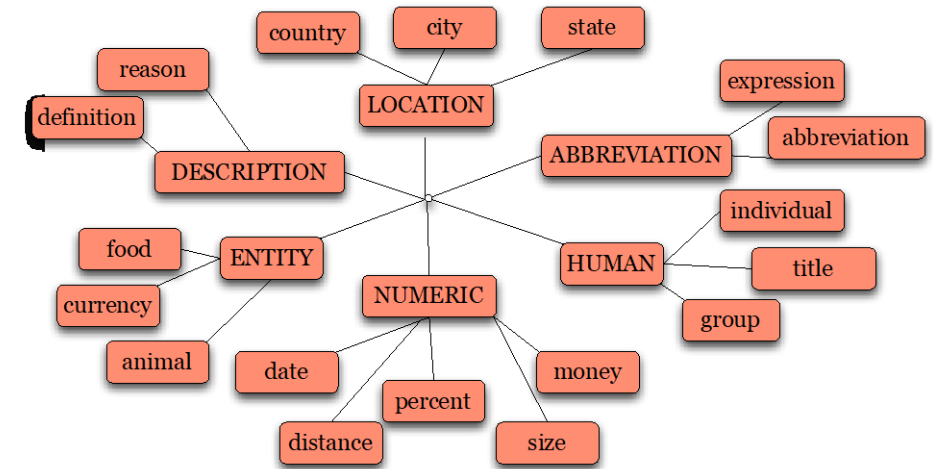 country
city
state
reason
expression
definition
LOCATION
abbreviation
DESCRIPTION
ABBREVIATION
individual
food
ENTITY
HUMAN
title
currency
NUMERIC
group
animal
date
money
percent
distance
size